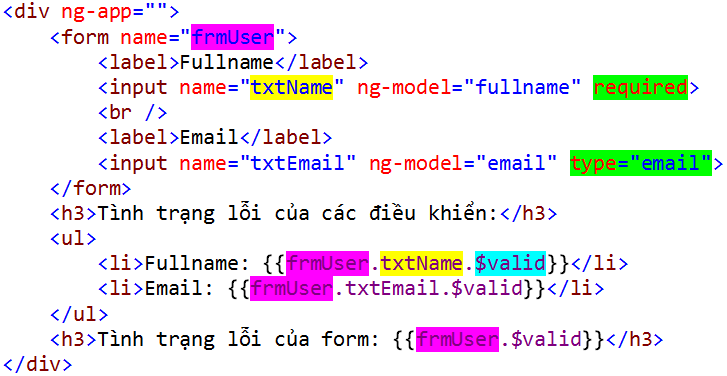 <div ng-app="">
<form name="frmUser">
<label>Fullname</label>
<input name="txtName" ng-model="fullname" required>
<br />
<label>Email</label>
<input name="txtEmail" ng-model="email" type="email">
</form>
<h3>Tình trạng lỗi của các điều khiển:</h3>
<ul>
<li>Fullname: {{frmUser.txtName.$valid}}</li>
<li>Email: {{frmUser.txtEmail.$valid}}</li>
</ul>
<h3>Tình trạng lỗi của form: {{frmUser.$valid}}</h3>
</div>